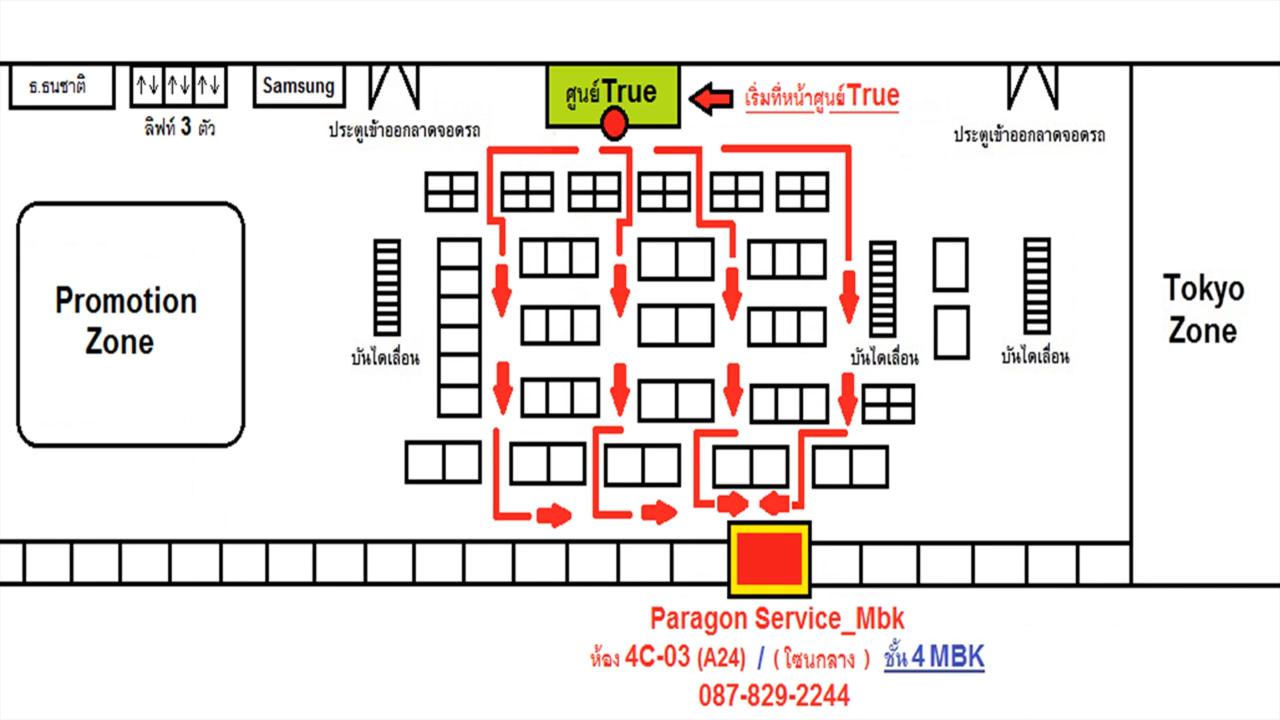 ธ.ธนชาติ
↑↓ ↑↓ ↑↓
ลิฟท์ 3 ตัว
Samsung
ประตูเข้าออกลาดจอดรถ
ศูนย์ True
เริ่มที่หน้าศูนย์ True
ประตูเข้าออกลาดจอดรถ
Promotion
Zone
บันไดเลื่อน
บันไดเลื่อน
บันไดเลื่อน
Tokyo
Zone
Paragon Service_Mbk
ห้อง 4C-03 (A24) / ( โซนกลาง ) ชั้น 4 MBK
087-829-2244